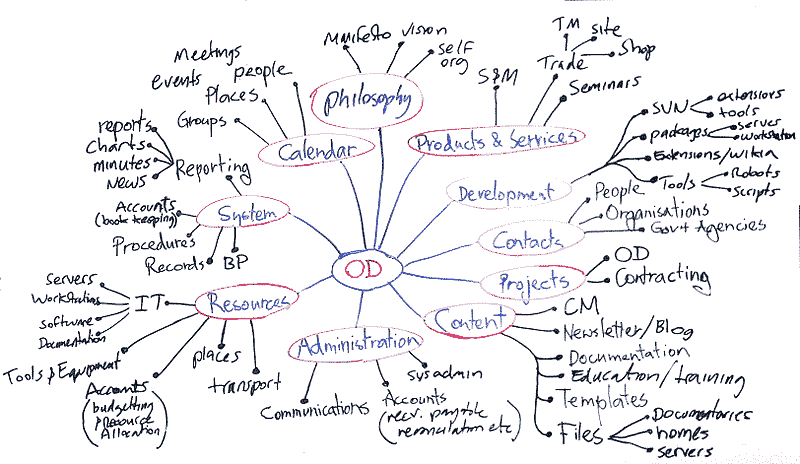 Manifesto
vision
self
org
Philosophy
TM
site
Trade
Shop
S&M
Seminars
Products & Services
Meetings
events
people
Places
Groups
Calendar
SVN
extensions
tools
packages
server
workstation
Extensions/wikia
Tools
Robots
Scripts
Development
reports
charts
minutes
News
Reporting
Accounts
(book keeping)
Procedures
Records
BP
System
People
Organisations
Gov't Agencies
Contacts
OD
OD
Contracting
Projects
Servers
Workstations
Software
Documentation
IT
Resources
Tools & Equipment
Accounts
(budgetting
& resource
Allocation)
places
transport
Administration
Communications
Accounts
(recv. payable
reconciliation etc)
sysadmin
Content
CM
Newsletter/Blog
Documentation
Education/training
Templates
Files
Documentaries
homes
servers